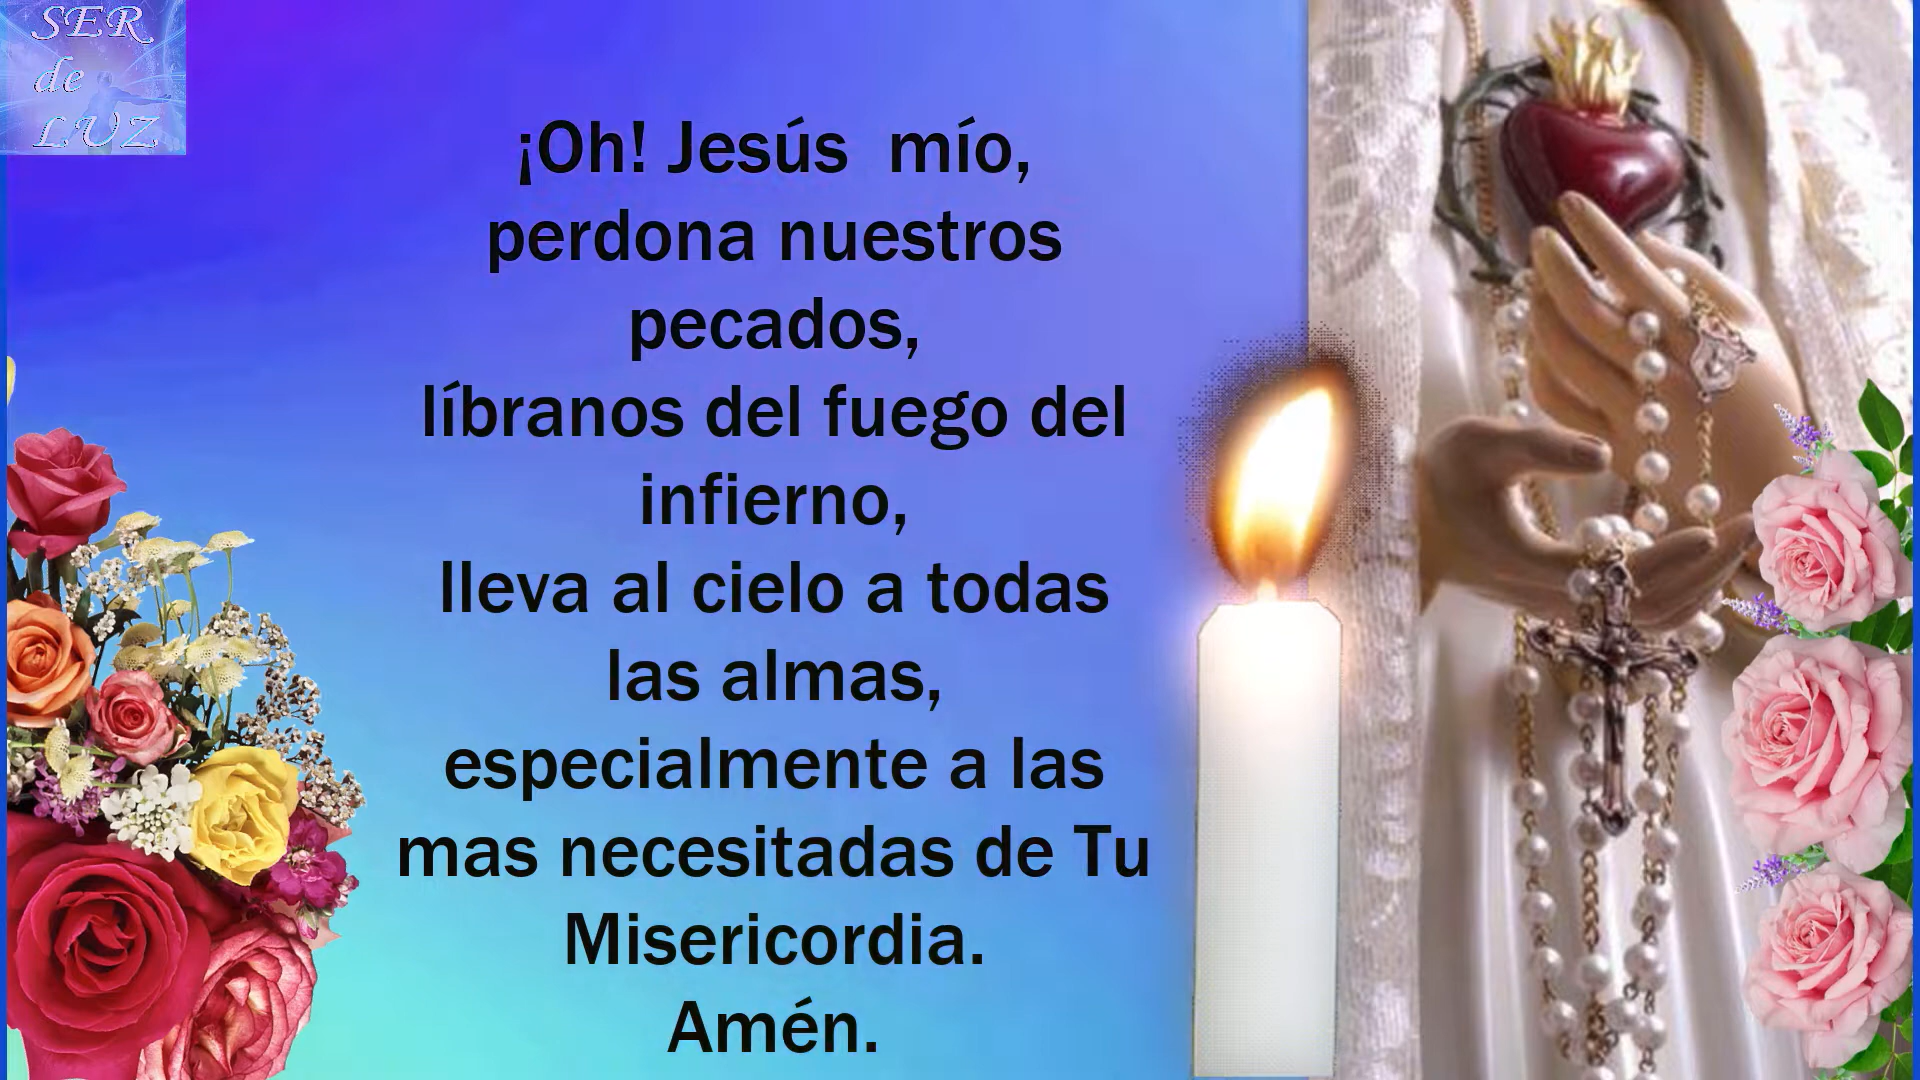 SER
de
LUZ
¡Oh! Jesús mío,
perdona nuestros
pecados,
líbranos del fuego del
infierno,
lleva al cielo a todas
las almas,
especialmente a las
mas necesitadas de Tu
Misericordia.
Amén.